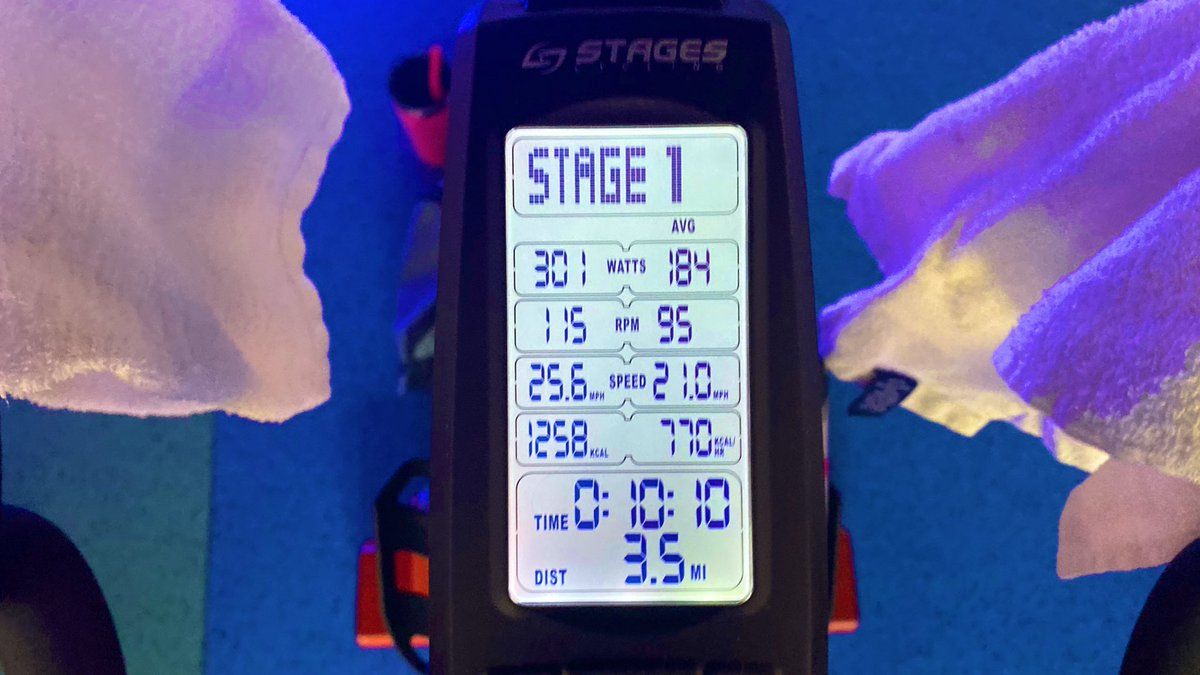 STAGES
CYCLING
STAGE 1
AVG
301 WATTS 184
115 RPM 95
25.6 MPH SPEED 21.0 MPH
1258 KCAL 770 KCAL/HR
TIME 0:10:10
DIST 3.5 MI